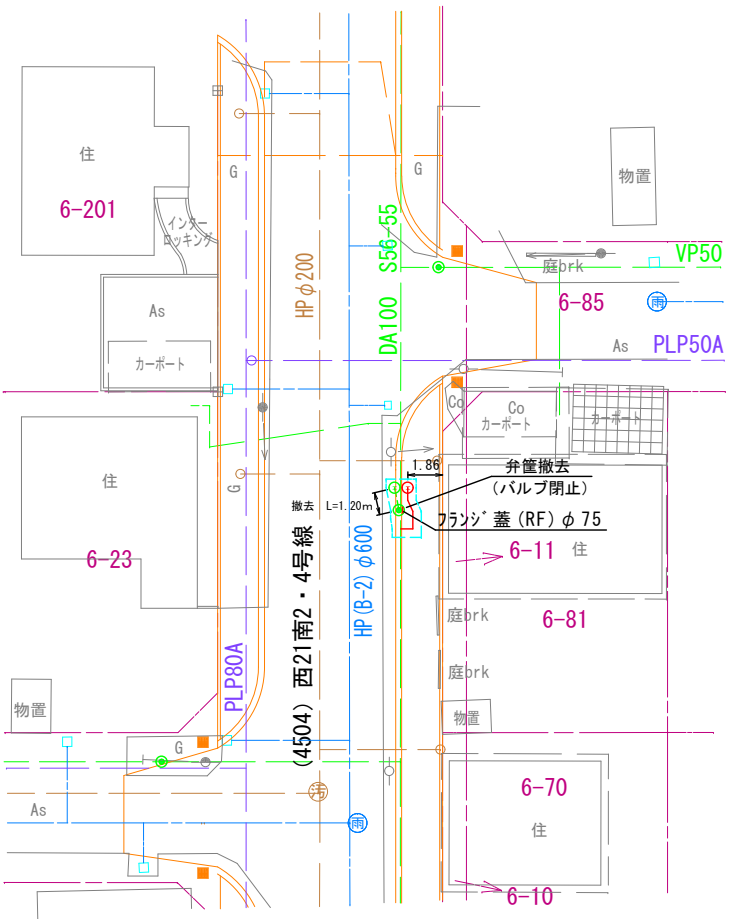 住
6-201
インター
ロッキング
G
G
物置
S56-55
DA100
HPφ200
庭brk
VP50
6-85
雨
As
カーポート
As
PLP50A
Co
Co
カーポート
カーポート
住
G
6-23
1.86
弁筐撤去
(バルブ閉止)
撤去 L=1.20m
フランジ蓋(RF)φ75
6-11
住
HP(B-2)φ600
(4504) 西21南2・4号線
庭brk
6-81
庭brk
PLP80A
物置
物置
G
汚
雨
As
6-70
住
6-10